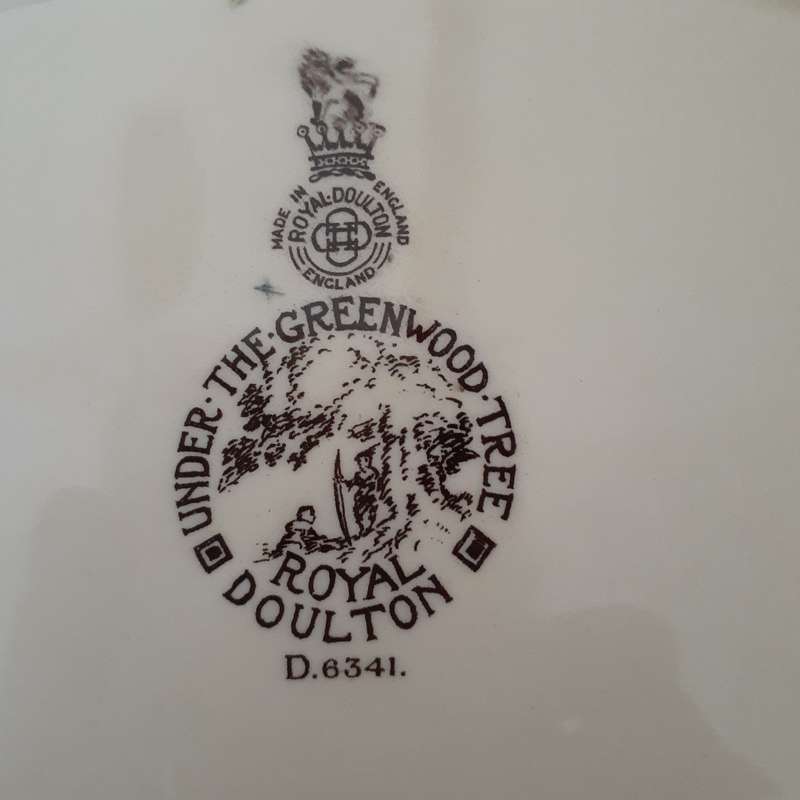 MADE IN ENGLAND
ROYAL·DOULTON
ENGLAND
UNDER·THE·GREENWOOD·TREE
ROYAL
DOULTON
D.6341.